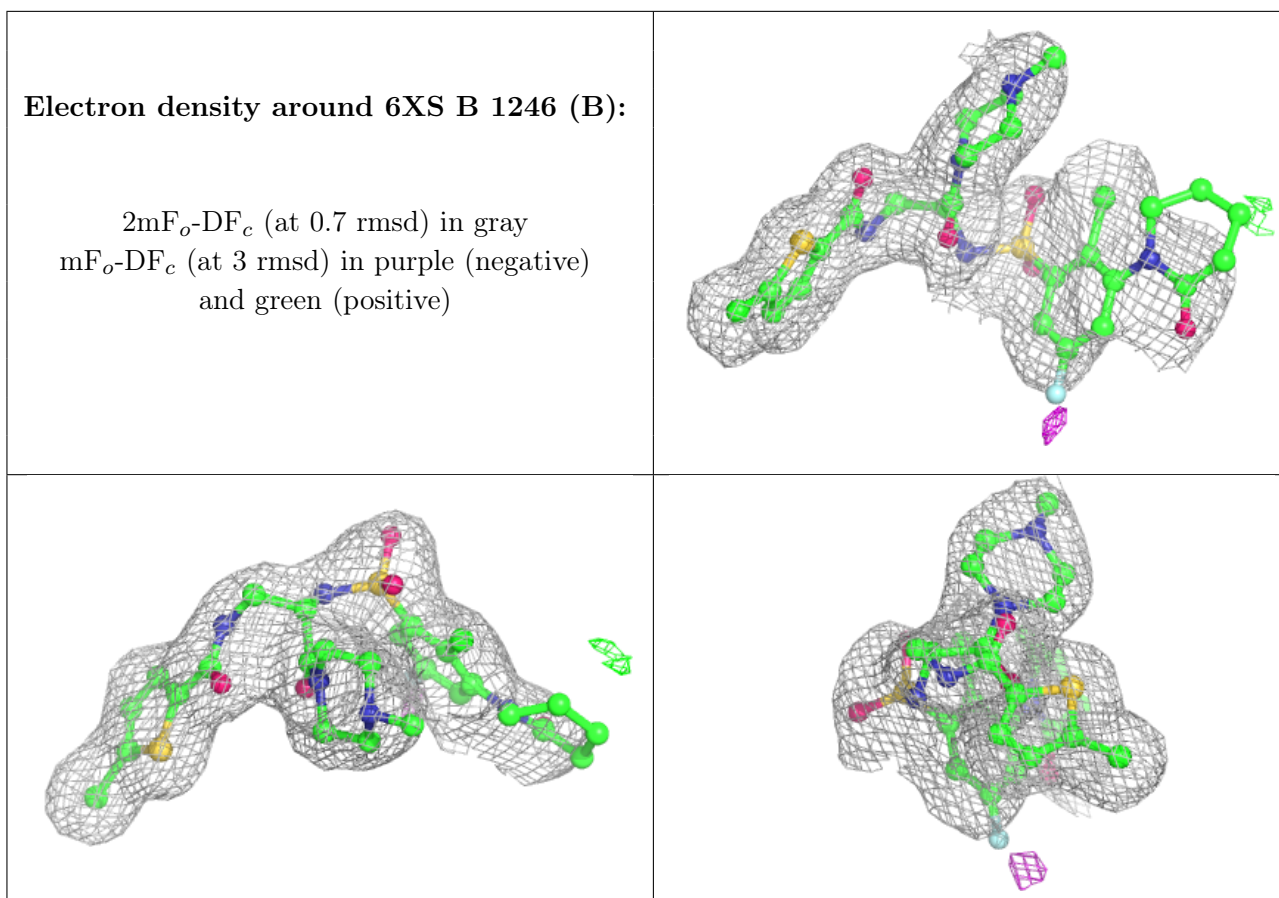 Electron density around 6XS B 1246 (B):
2mFo-DFc (at 0.7 rmsd) in gray
mFo-DFc (at 3 rmsd) in purple (negative)
and green (positive)